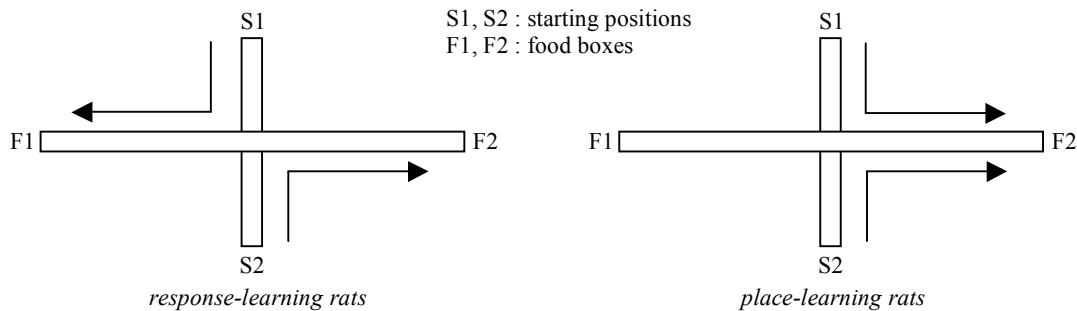 S1
S1, S2 : starting positions
F1, F2 : food boxes
S1
F1
F2
F1
F2
S2
S2
response-learning rats
place-learning rats